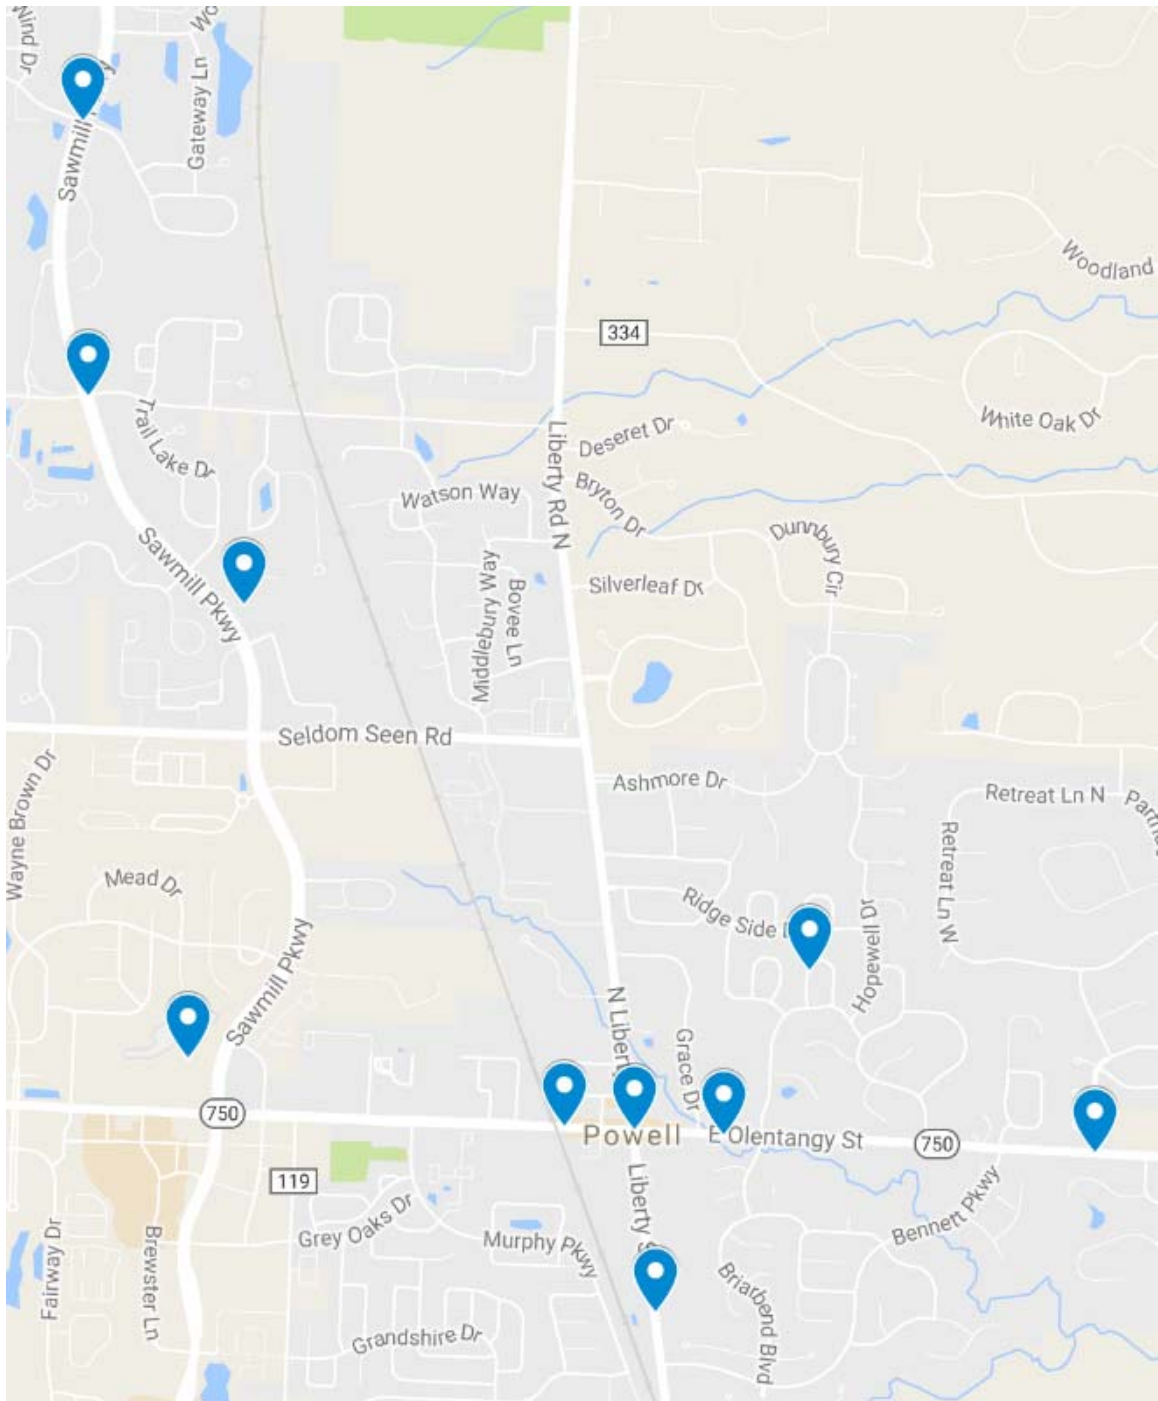 Wind Dr
Wo
Gateway Ln
Sawmill
Woodland
334
White Oak Dr
Deseret Dr
Liberty Rd N
Trail Lake Dr
Watson Way
Bryton Dr
Dunnbury Cir
Sawmill Pkwy
Middlebury Way
Bovee Ln
Silverleaf Dr
Seldom Seen Rd
Ashmore Dr
Retreat Ln N
Wayne Brown Dr
Retreat Ln W
Mead Dr
Ridge Side
Hopewell Dr
Sawmill Pkwy
N Liberty
Grace Dr
750
Powell
E Olentangy St
750
119
Liberty S
Grey Oaks Dr
Murphy Pkwy
Bennett Pkwy
Fairway Dr
Brewster Ln
Briarbend Blvd
Grandshire Dr